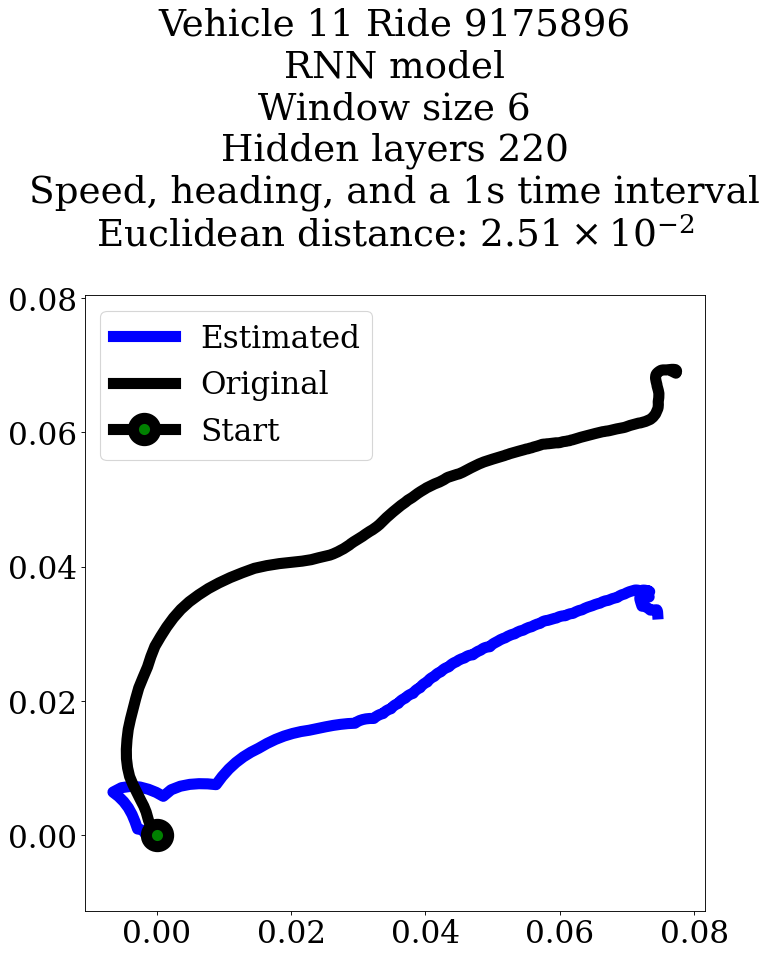 Vehicle 11 Ride 9175896
RNN model
Window size 6
Hidden layers 220
Speed, heading, and a 1s time interval
Euclidean distance: 2.51 × 10⁻²
0.08
0.06
0.04
0.02
0.00
Estimated
Original
Start
0.00 0.02 0.04 0.06 0.08